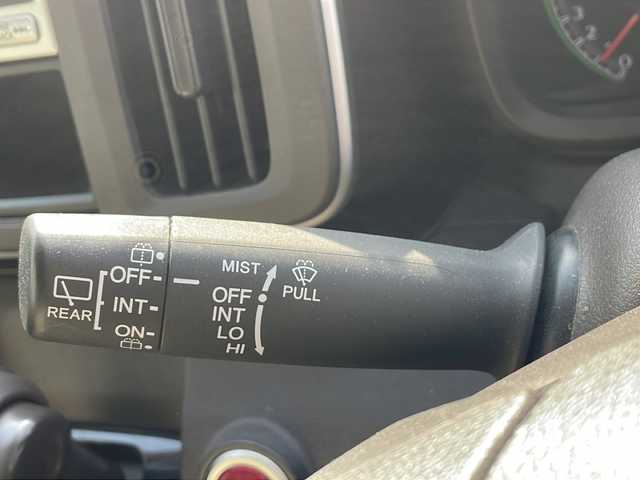 REAR
OFF
INT
ON
MIST
OFF
INT
LO
HI
PULL